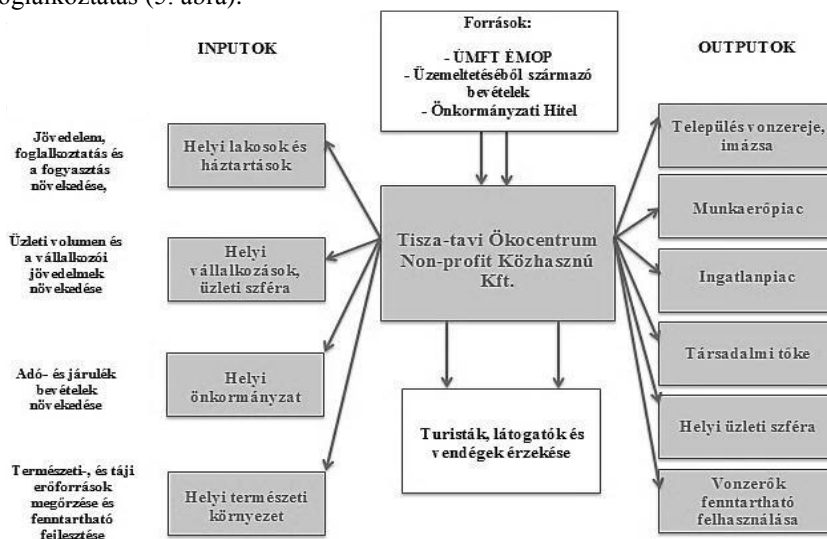 oglalkoztatás (5. ábra).
INPUTOK
Jövedelem,
foglalkoztatás és
a fogyasztás
növekedése,
Helyi lakosok és
háztartások
Üzleti volumen és
a vállalkozói
jövedelmek
növekedése
Helyi
vállalkozások,
üzleti szféra
Adó- és járulék
bevételek
növekedése
Helyi
önkormányzat
Természeti-, és táji
erőforrások
megőrzése és
fenntartható
fejlesztése
Helyi természeti
környezet
Források:
- ÚMFT ÉMOP
- Üzemeltetéséből származó
bevételek
- Önkormányzati Hitel
Tisza-tavi Ökocentrum
Non-profit Közhasznú
Kft.
Turisták, látogatók és
vendégek érzekése
OUTPUTOK
Település vonzereje,
imázsa
Munkaerőpiac
Ingatlanpiac
Társadalmi tőke
Helyi üzleti szféra
Vonzerők
fenntartható
felhasználása